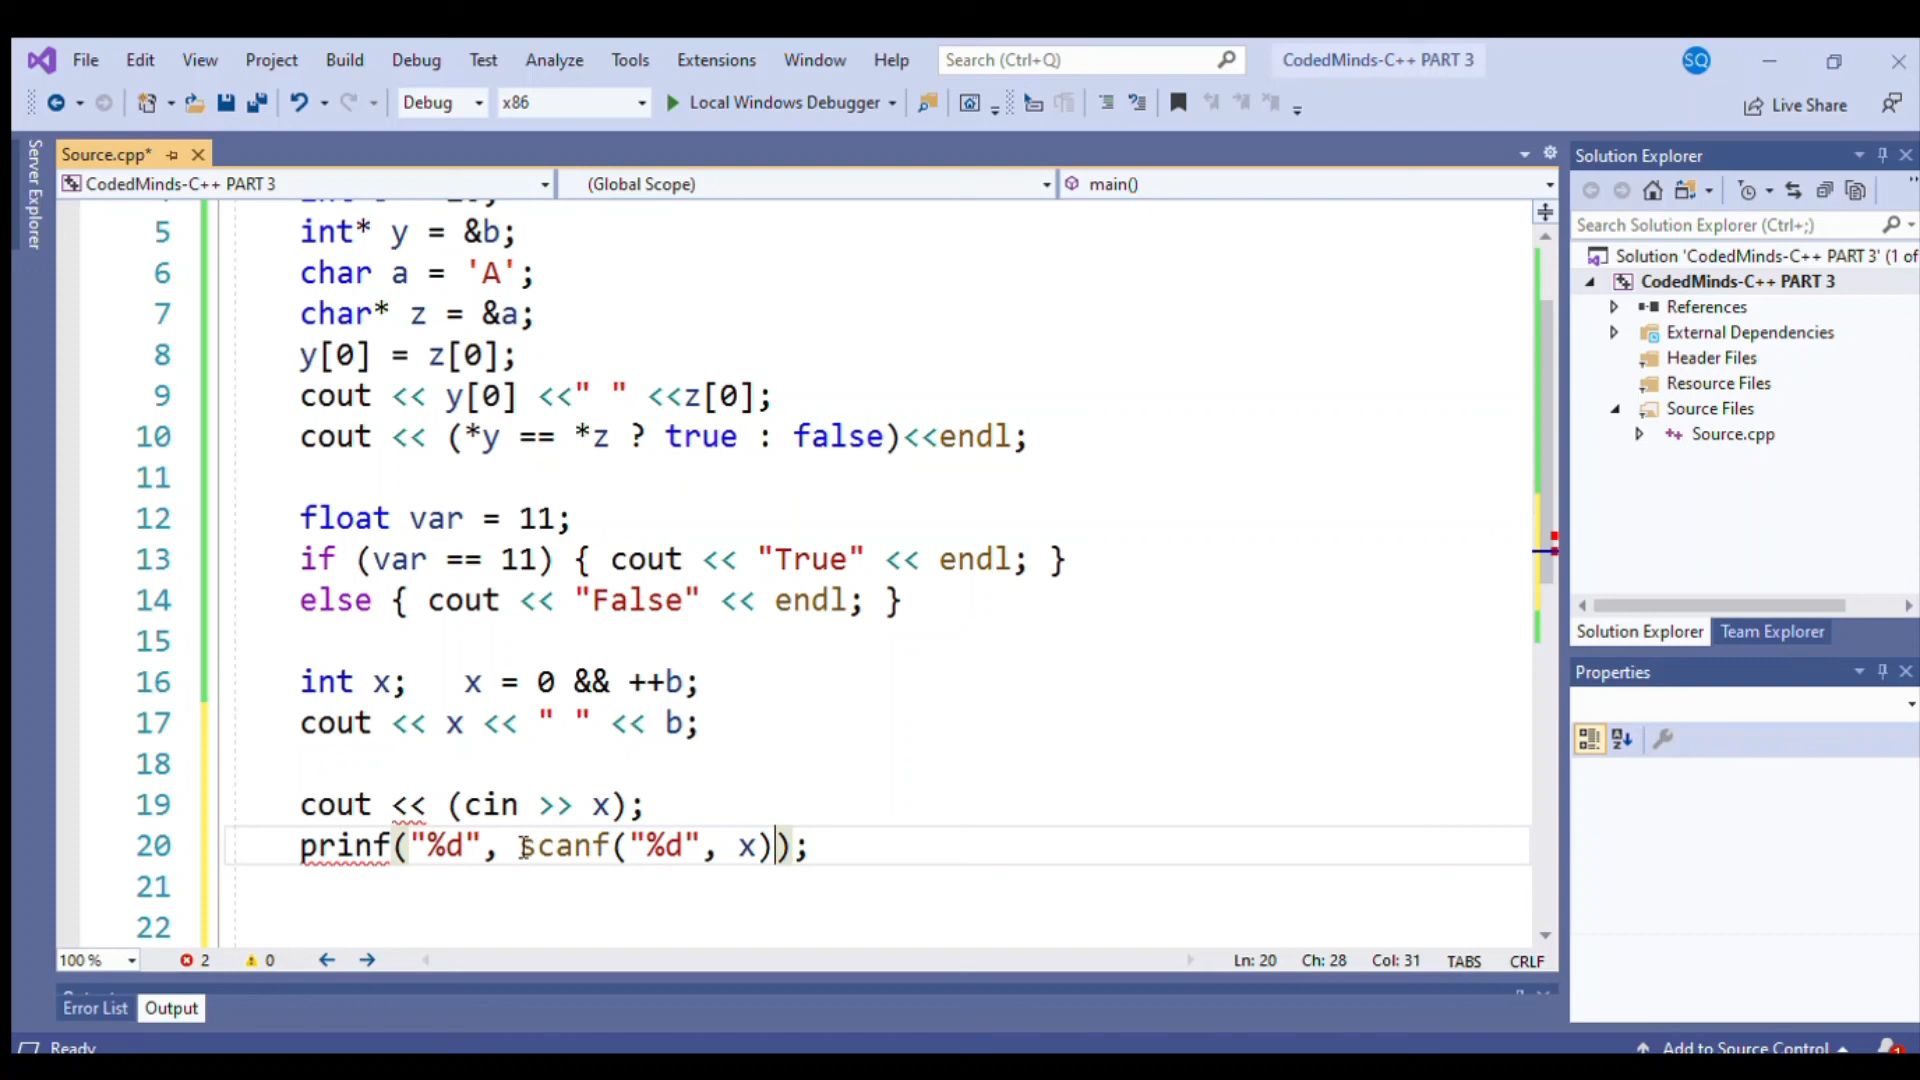 File Edit View Project Build Debug Test Analyze Tools Extensions Window Help Search (Ctrl+Q) CodedMinds-C++ PART 3 SQ
Debug x86 Local Windows Debugger Live Share
Server Explorer
Source.cpp*
CodedMinds-C++ PART 3 (Global Scope) main()
5 int* y = &b;
6 char a = 'A';
7 char* z = &a;
8 y[0] = z[0];
9 cout << y[0] <<" " <<z[0];
10 cout << (*y == *z ? true : false)<<endl;
11
12 float var = 11;
13 if (var == 11) { cout << "True" << endl; }
14 else { cout << "False" << endl; }
15
16 int x; x = 0 && ++b;
17 cout << x << " " << b;
18
19 cout << (cin >> x);
20 prinf("%d", scanf("%d", x));
21
22
100 % 2 0 Ln: 20 Ch: 28 Col: 31 TABS CRLF
Error List Output
Ready Add to Source Control 1
Solution Explorer
Search Solution Explorer (Ctrl+;)
Solution 'CodedMinds-C++ PART 3' (1 of
CodedMinds-C++ PART 3
References
External Dependencies
Header Files
Resource Files
Source Files
Source.cpp
Solution Explorer Team Explorer
Properties